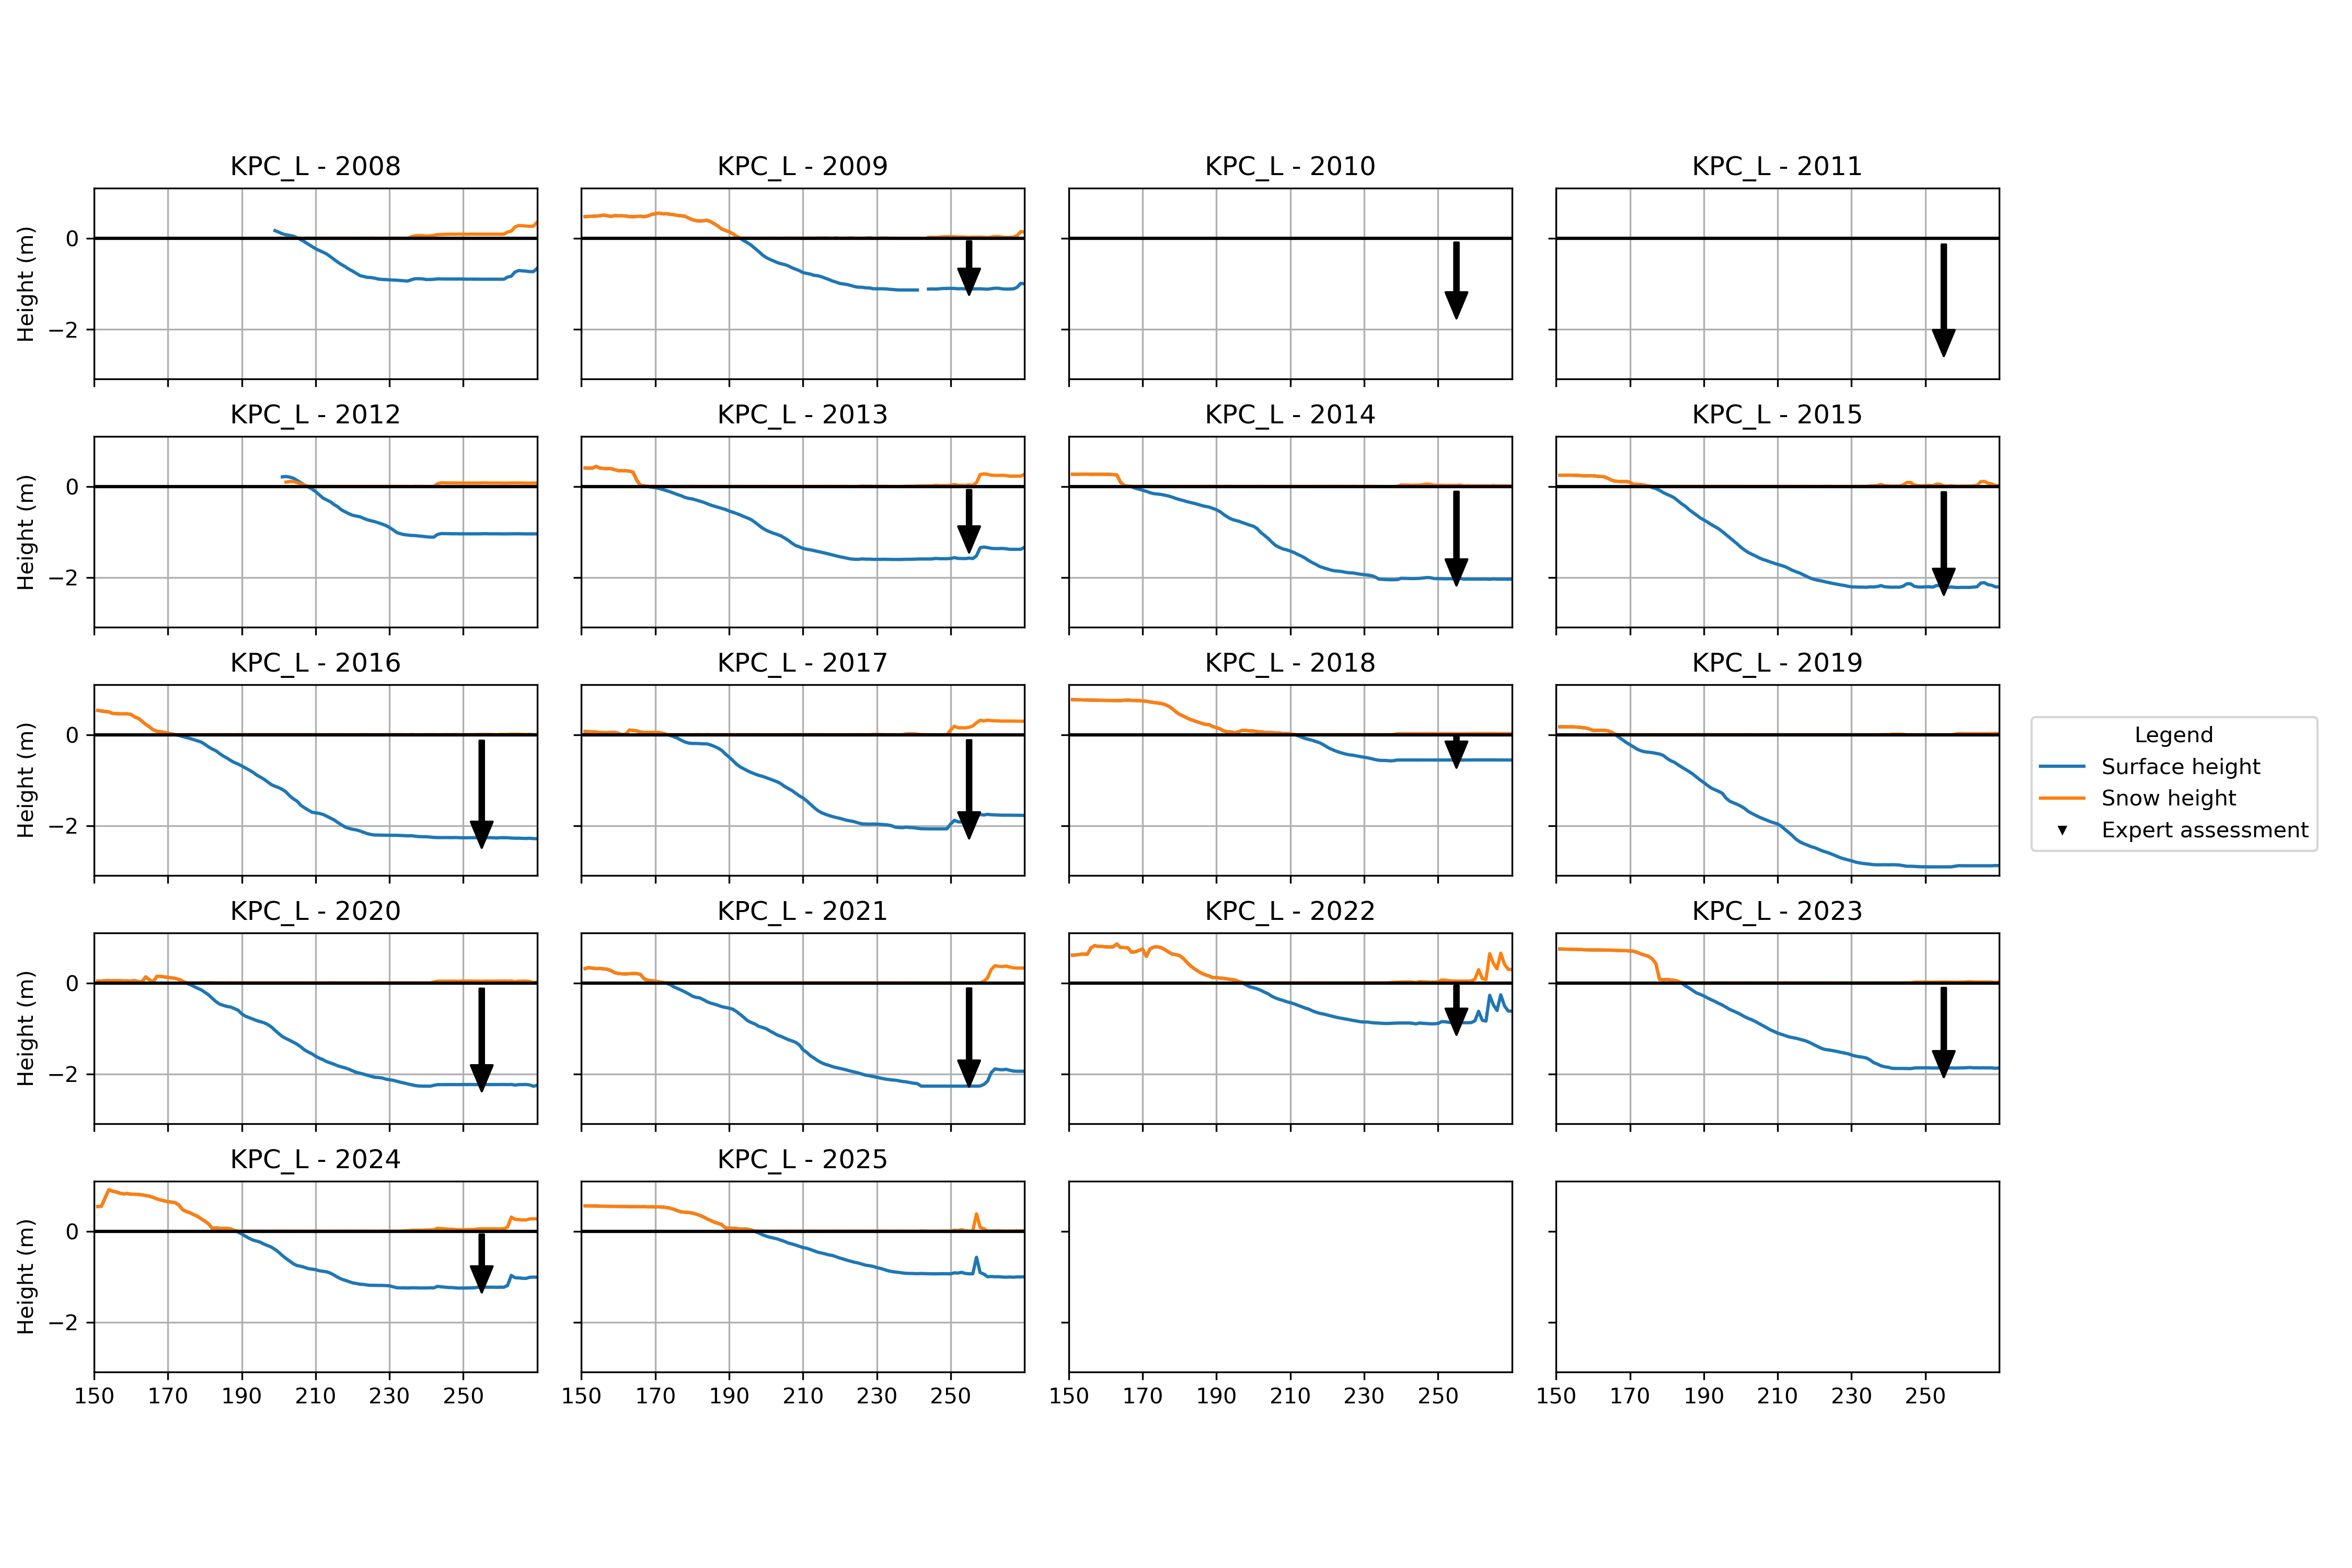 KPC_L - 2008
KPC_L - 2009
KPC_L - 2010
KPC_L - 2011
Height (m)
0
−2
KPC_L - 2012
KPC_L - 2013
KPC_L - 2014
KPC_L - 2015
Height (m)
0
−2
KPC_L - 2016
KPC_L - 2017
KPC_L - 2018
KPC_L - 2019
Height (m)
0
−2
Legend
Surface height
Snow height
Expert assessment
KPC_L - 2020
KPC_L - 2021
KPC_L - 2022
KPC_L - 2023
Height (m)
0
−2
KPC_L - 2024
KPC_L - 2025
Height (m)
0
−2
150 170 190 210 230 250
150 170 190 210 230 250
150 170 190 210 230 250
150 170 190 210 230 250